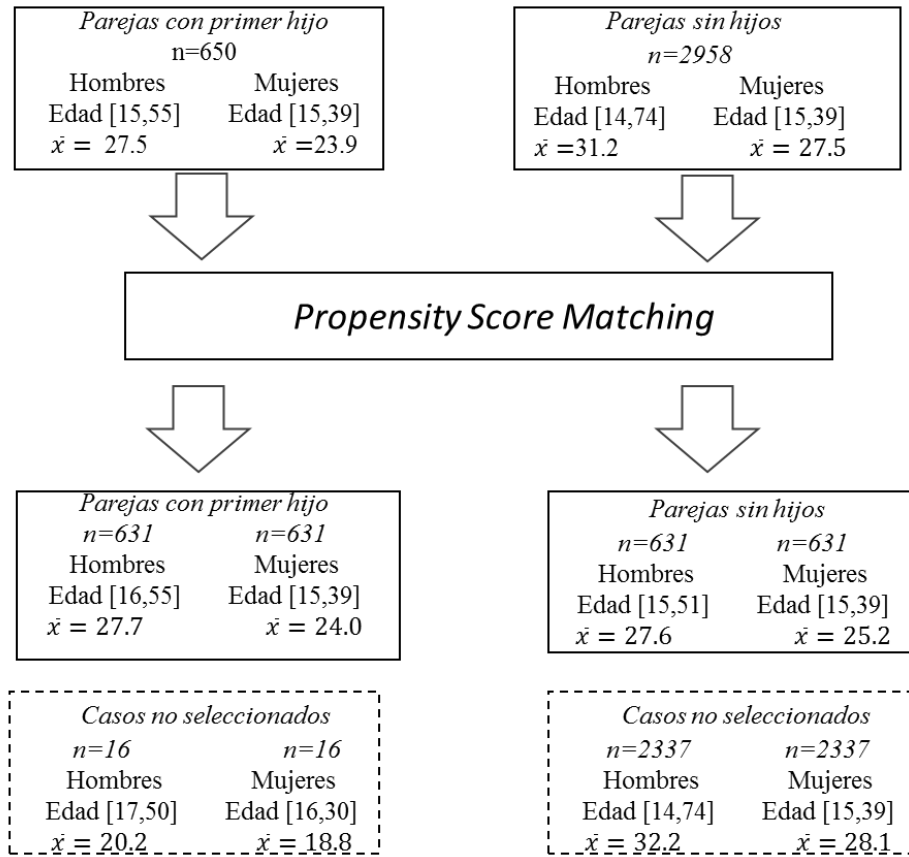 Parejas con primer hijo
n=650
Hombres Mujeres
Edad [15,55] Edad [15,39]
x̄ = 27.5 x̄ =23.9
Parejas sin hijos
n=2958
Hombres Mujeres
Edad [14,74] Edad [15,39]
x̄ =31.2 x̄ = 27.5
Propensity Score Matching
Parejas con primer hijo
n=631 n=631
Hombres Mujeres
Edad [16,55] Edad [15,39]
x̄ = 27.7 x̄ = 24.0
Parejas sin hijos
n=631 n=631
Hombres Mujeres
Edad [15,51] Edad [15,39]
x̄ = 27.6 x̄ = 25.2
Casos no seleccionados
n=16 n=16
Hombres Mujeres
Edad [17,50] Edad [16,30]
x̄ = 20.2 x̄ = 18.8
Casos no seleccionados
n=2337 n=2337
Hombres Mujeres
Edad [14,74] Edad [15,39]
x̄ = 32.2 x̄ = 28.1